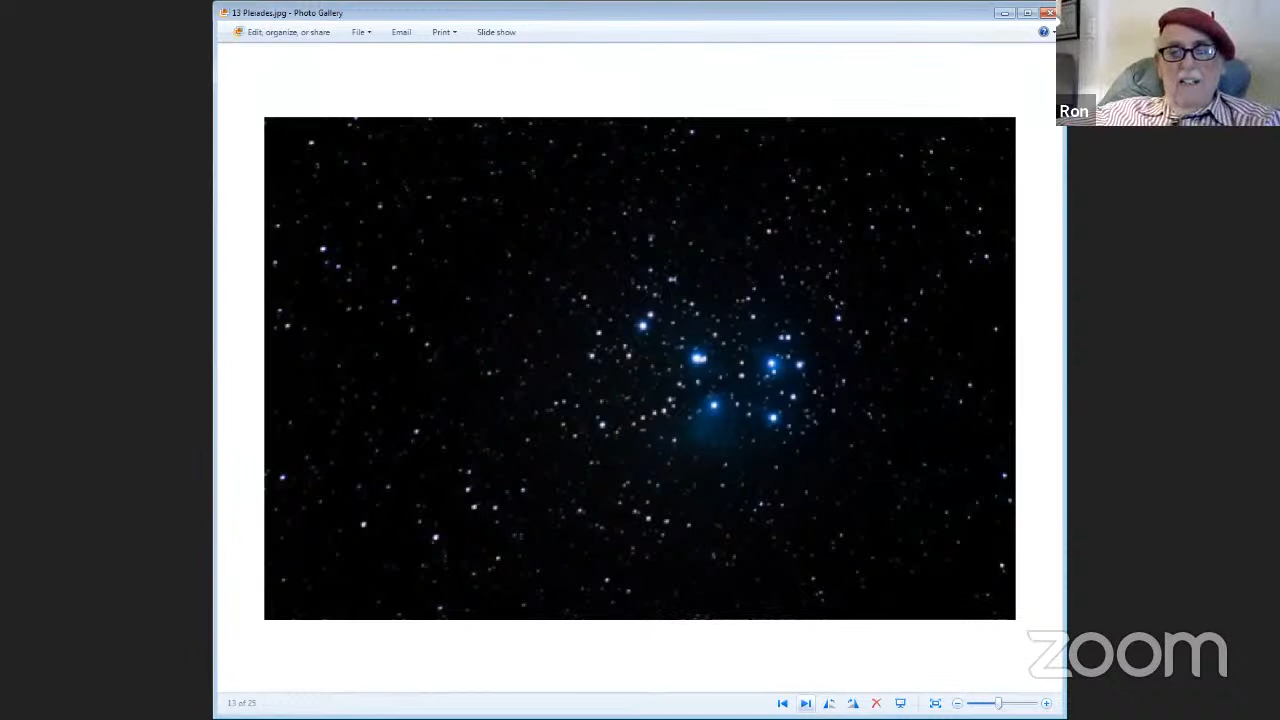 13 Pleiades.jpg - Photo Gallery
Edit, organize, or share File Email Print Slide show
Ron
zoom
13 of 25